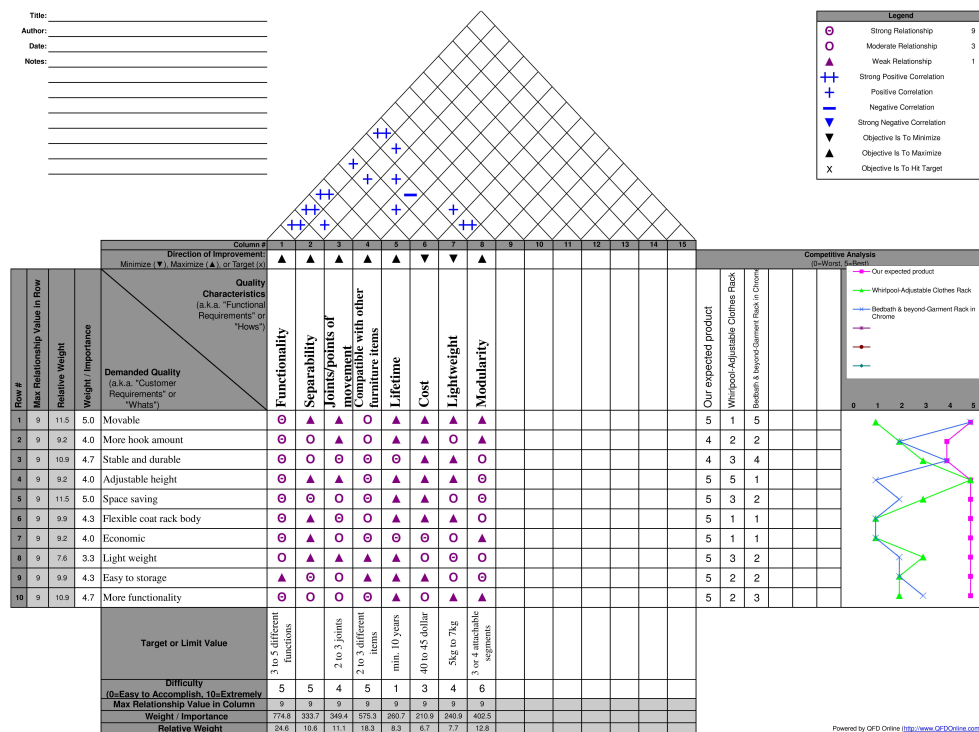 Title:
Author:
Date:
Notes:
Legend
Θ Strong Relationship 9
Ο Moderate Relationship 3
▲ Weak Relationship 1
┼┼ Strong Positive Correlation
┼ Positive Correlation
▬ Negative Correlation
▼ Strong Negative Correlation
▼ Objective Is To Minimize
▲ Objective Is To Maximize
X Objective Is To Hit Target
Column # 1 2 3 4 5 6 7 8 9 10 11 12 13 14 15
Direction of Improvement:
Minimize (▼), Maximize (▲), or Target (x) ▲ ▲ ▲ ▲ ▲ ▼ ▼ ▲
Competitive Analysis
(0=Worst, 5=Best)
Row #
Max Relationship Value in Row
Relative Weight
Weight / Importance
Quality
Characteristics
(a.k.a. "Functional
Requirements" or
"Hows")
Demanded Quality
(a.k.a. "Customer
Requirements" or
"Whats")
Functionality
Separability
Joints/points of
movement
Compatible with other
furniture items
Lifetime
Cost
Lightweight
Modularity
Our expected product
Whirlpool-Adjustable Clothes Rack
Bedbath & beyond-Garment Rack in Chrome
Our expected product
Whirlpool-Adjustable Clothes Rack
Bedbath & beyond-Garment Rack in
Chrome
0 1 2 3 4 5
1 9 11.5 5.0 Movable Θ ▲ ▲ Ο ▲ ▲ ▲ ▲ 5 1 5
2 9 9.2 4.0 More hook amount Θ Ο ▲ Ο ▲ ▲ Ο ▲ 4 2 2
3 9 10.9 4.7 Stable and durable Θ Ο Θ Θ Θ ▲ ▲ Ο 4 3 4
4 9 9.2 4.0 Adjustable height Θ ▲ ▲ Θ ▲ ▲ ▲ Θ 5 5 1
5 9 11.5 5.0 Space saving Θ Θ Ο Θ ▲ ▲ Ο Θ 5 3 2
6 9 9.9 4.3 Flexible coat rack body Θ ▲ Θ Ο ▲ ▲ ▲ Ο 5 1 1
7 9 9.2 4.0 Economic Θ ▲ Ο Θ Θ Θ Ο ▲ 5 1 1
8 9 7.6 3.3 Light weight Ο ▲ ▲ ▲ ▲ Ο Θ Ο 5 3 2
9 9 9.9 4.3 Easy to storage ▲ Θ Ο ▲ ▲ ▲ Ο Θ 5 2 2
10 9 10.9 4.7 More functionality Θ Ο Ο Θ ▲ Ο ▲ ▲ 5 2 3
Target or Limit Value
3 to 5 different
functions
2 to 3 joints
2 to 3 different
items
min. 10 years
40 to 45 dollar
5kg to 7kg
3 or 4 attachable
segments
Difficulty
(0=Easy to Accomplish, 10=Extremely 5 5 4 5 1 3 4 6
Max Relationship Value in Column 9 9 9 9 9 9 9 9
Weight / Importance 774.8 333.7 349.4 575.3 260.7 210.9 240.9 402.5
Relative Weight 24.6 10.6 11.1 18.3 8.3 6.7 7.7 12.8
Powered by QFD Online (http://www.QFDOnline.com